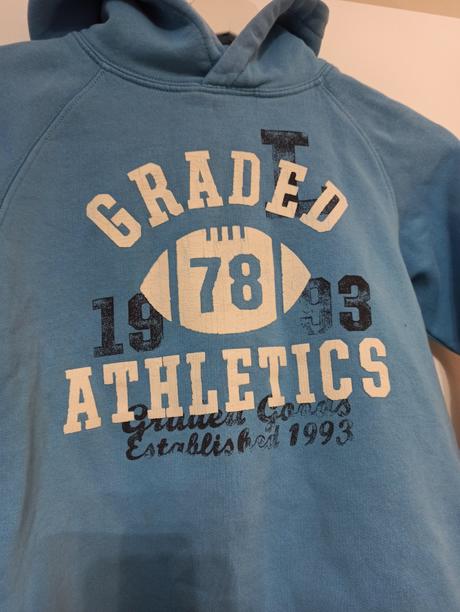 L
GRADED
78
1993
ATHLETICS
Graded Goods
Established 1993